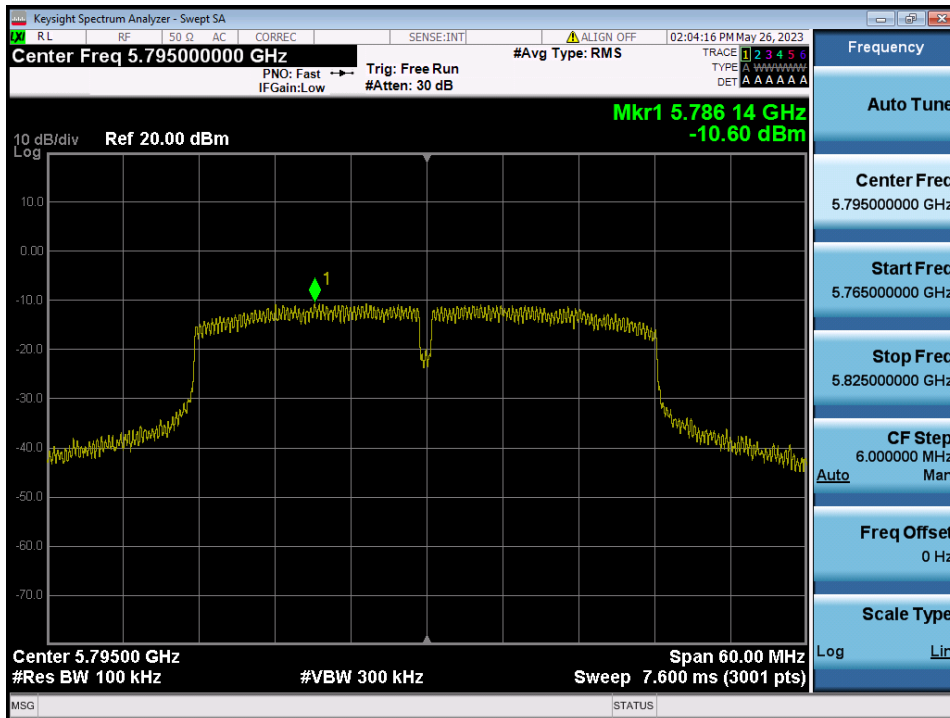 Keysight Spectrum Analyzer - Swept SA
LXI RL RF 50 Ω AC CORREC SENSE:INT ALIGN OFF 02:04:16 PM May 26, 2023
Center Freq 5.795000000 GHz
PNO: Fast
IFGain:Low
Trig: Free Run
#Atten: 30 dB
#Avg Type: RMS
TRACE 1 2 3 4 5 6
TYPE A WWWWW
DET A A A A A A
Mkr1 5.786 14 GHz
-10.60 dBm
10 dB/div Ref 20.00 dBm
Log
10.0
0.00
1
-10.0
-20.0
-30.0
-40.0
-50.0
-60.0
-70.0
Center 5.79500 GHz Span 60.00 MHz
#Res BW 100 kHz #VBW 300 kHz Sweep 7.600 ms (3001 pts)
MSG STATUS
Frequency
Auto Tune
Center Freq
5.795000000 GHz
Start Freq
5.765000000 GHz
Stop Freq
5.825000000 GHz
CF Step
6.000000 MHz
Auto Man
Freq Offset
0 Hz
Scale Type
Log Lin